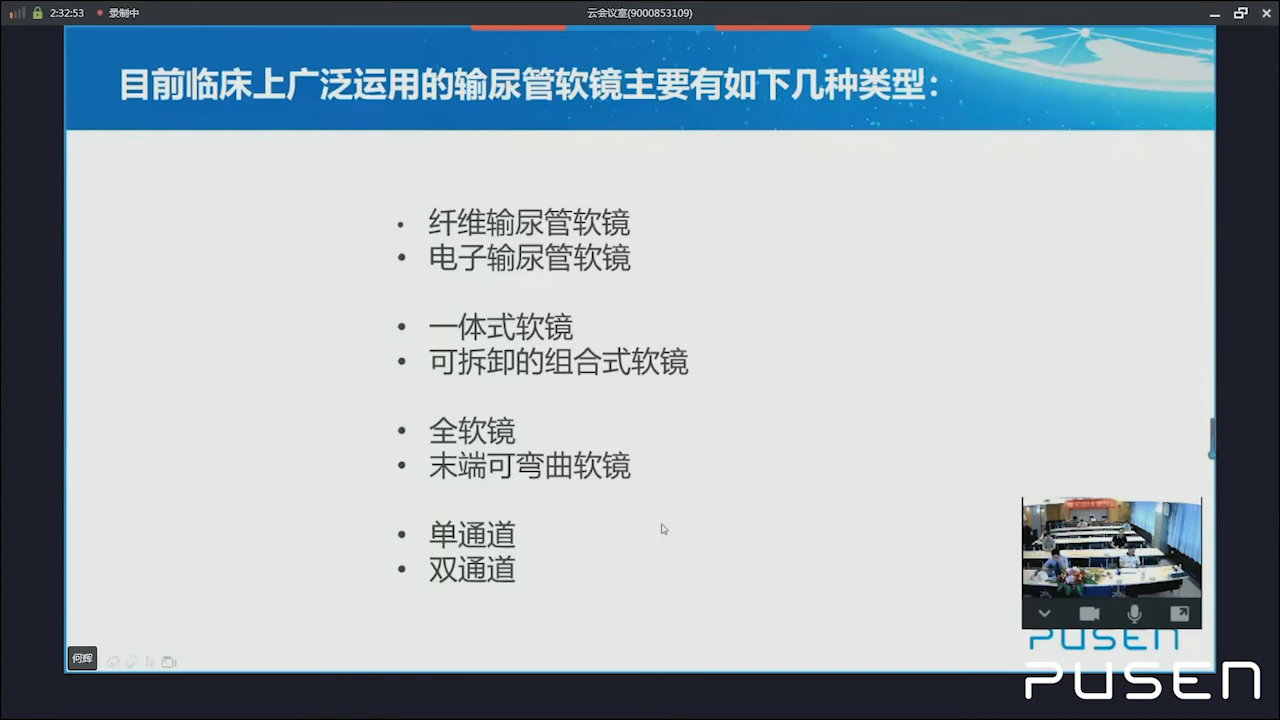 2:32:53
录制中
云会议室(9000853109)
目前临床上广泛运用的输尿管软镜主要有如下几种类型：
• 纤维输尿管软镜
• 电子输尿管软镜
• 一体式软镜
• 可拆卸的组合式软镜
• 全软镜
• 末端可弯曲软镜
• 单通道
• 双通道
何辉
PUSEN
PUSEN